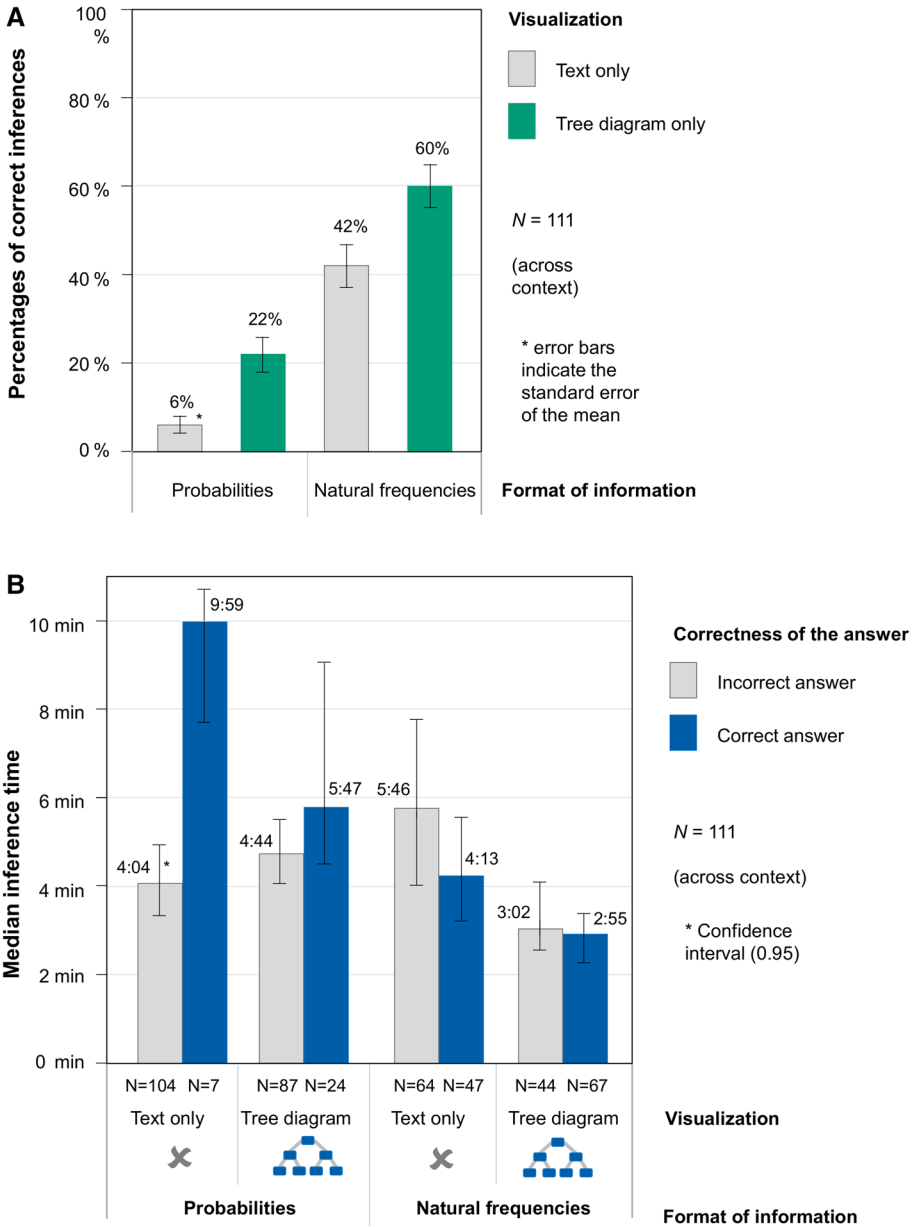 A
Percentages of correct inferences
100
%
80 %
60 %
40 %
20 %
0 %
6%
*
22%
42%
60%
Probabilities
Natural frequencies
Format of information
Visualization
Text only
Tree diagram only
N = 111
(across
context)
* error bars
indicate the
standard error
of the mean
B
Median inference time
10 min
8 min
6 min
4 min
2 min
0 min
4:04
*
9:59
4:44
5:47
5:46
4:13
3:02
2:55
N=104 N=7
N=87 N=24
N=64 N=47
N=44 N=67
Text only
Tree diagram
Text only
Tree diagram
Visualization
Probabilities
Natural frequencies
Format of information
Correctness of the answer
Incorrect answer
Correct answer
N = 111
(across context)
* Confidence
interval (0.95)